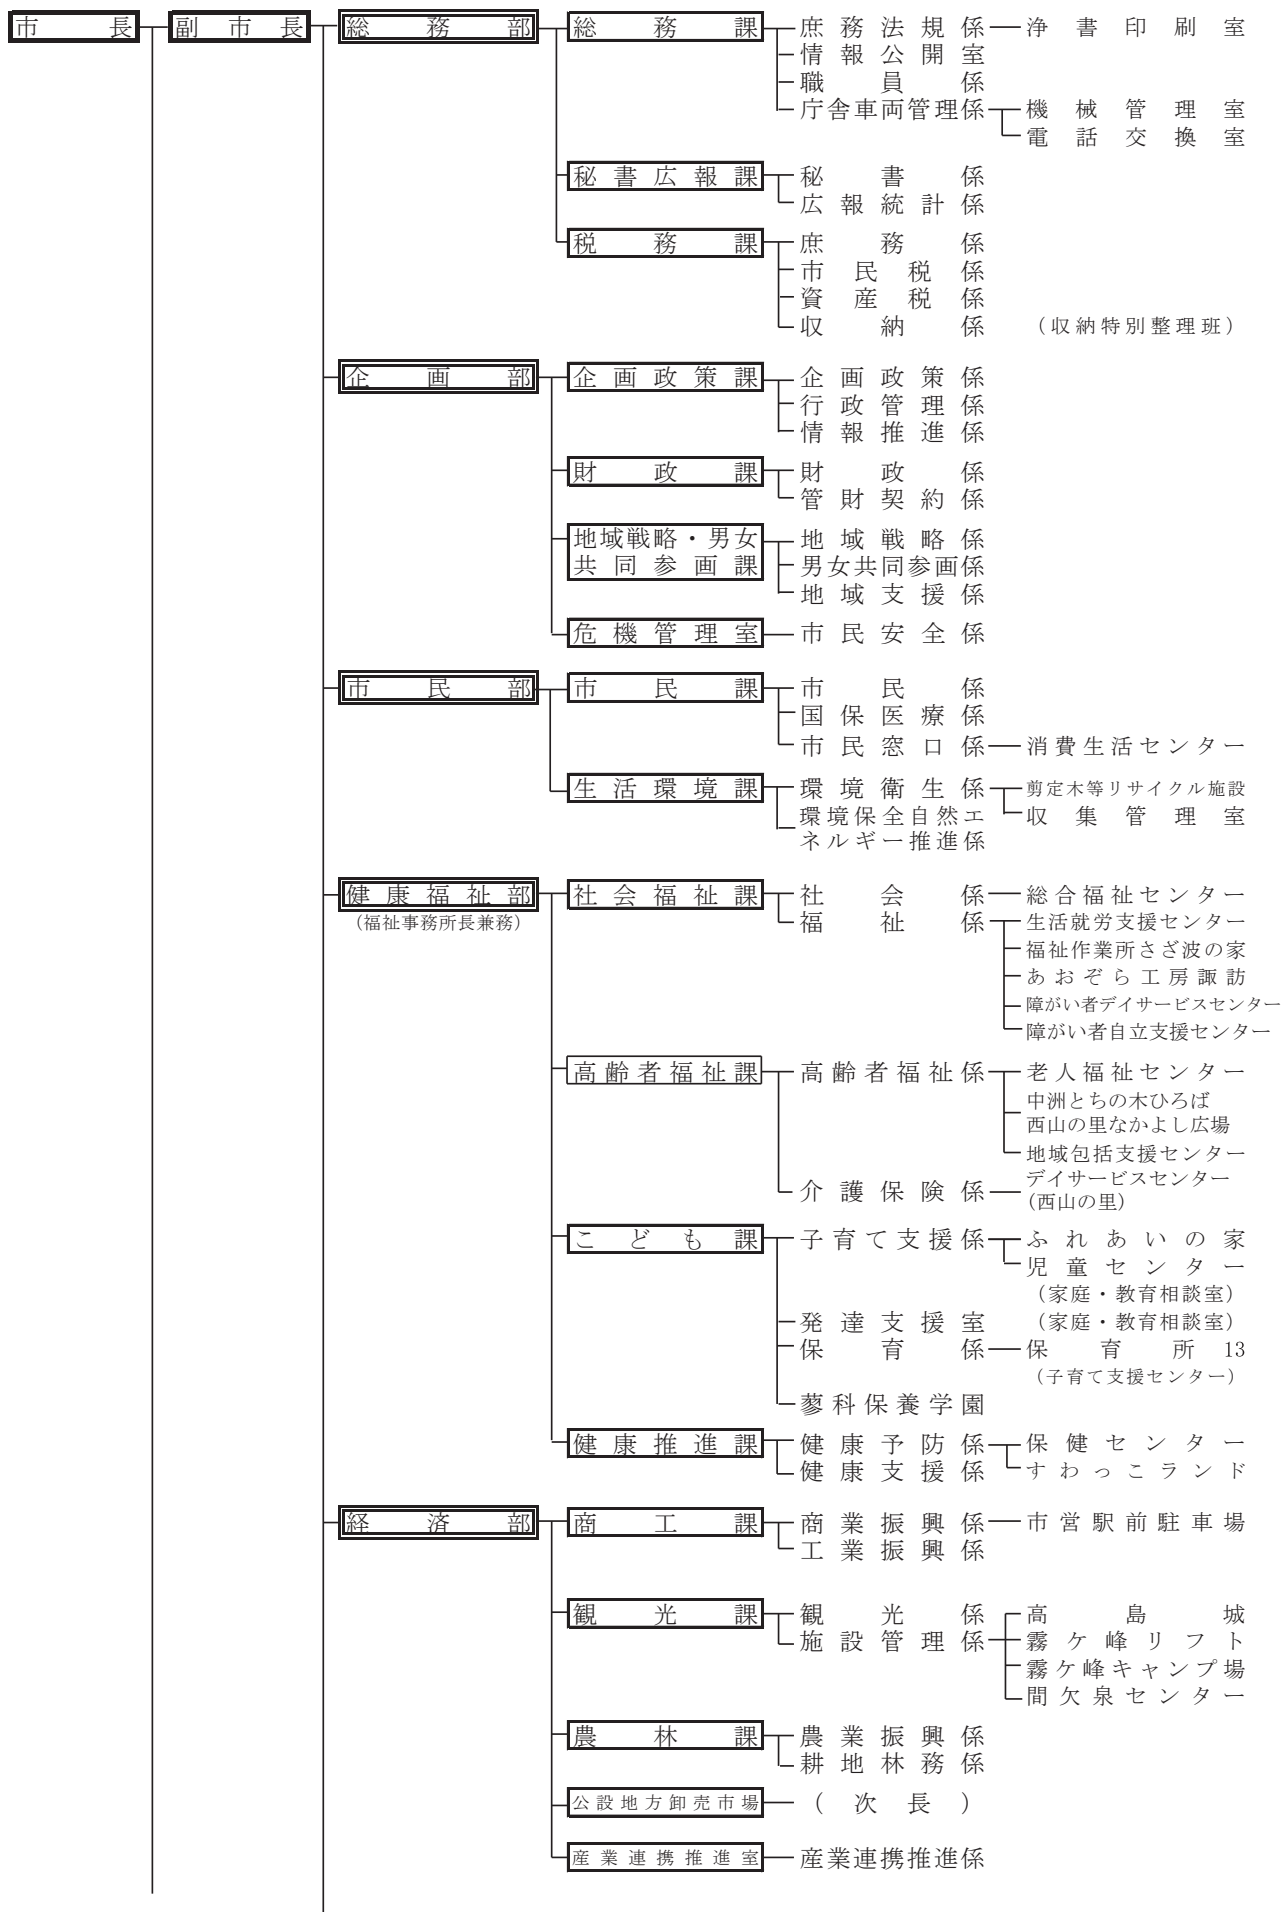 市長 副市長 総務部 総務課 庶務法規係 浄書印刷室
情報公開室
職員係
庁舎車両管理係 機械管理室
電話交換室
秘書広報課 秘書係
広報統計係
税務課 庶務係
市民税係
資産税係
収納係 （収納特別整理班）
企画部 企画政策課 企画政策係
行政管理係
情報推進係
財政課 財政係
管財契約係
地域戦略・男女 地域戦略係
共同参画課 男女共同参画係
地域支援係
危機管理室 市民安全係
市民部 市民課 市民係
国保医療係
市民窓口係 消費生活センター
生活環境課 環境衛生係 剪定木等リサイクル施設
環境保全自然エ 収集管理室
ネルギー推進係
健康福祉部 社会福祉課 社会係 総合福祉センター
（福祉事務所長兼務） 福祉係 生活就労支援センター
福祉作業所さざ波の家
あおぞら工房諏訪
障がい者デイサービスセンター
障がい者自立支援センター
高齢者福祉課 高齢者福祉係 老人福祉センター
中洲とちの木ひろば
西山の里なかよし広場
地域包括支援センター
介護保険係 デイサービスセンター
（西山の里）
こども課 子育て支援係 ふれあいの家
児童センター
（家庭・教育相談室）
発達支援室 （家庭・教育相談室）
保育係 保育所13
（子育て支援センター）
蓼科保養学園
健康推進課 健康予防係 保健センター
健康支援係 すわっこランド
経済部 商工課 商業振興係 市営駅前駐車場
工業振興係
観光課 観光係 高島城
施設管理係 霧ケ峰リフト
霧ケ峰キャンプ場
間欠泉センター
農林課 農業振興係
耕地林務係
公設地方卸売市場 （次長）
産業連携推進室 産業連携推進係